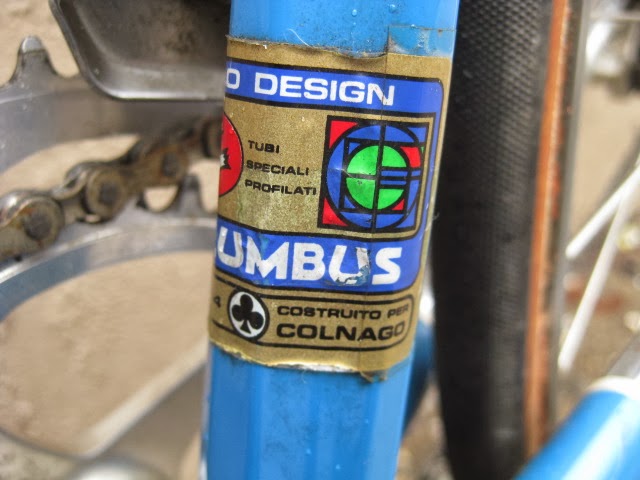 O DESIGN
TUBI
SPECIALI
PROFILATI
UMBUS
COSTRUITO PER
COLNAGO